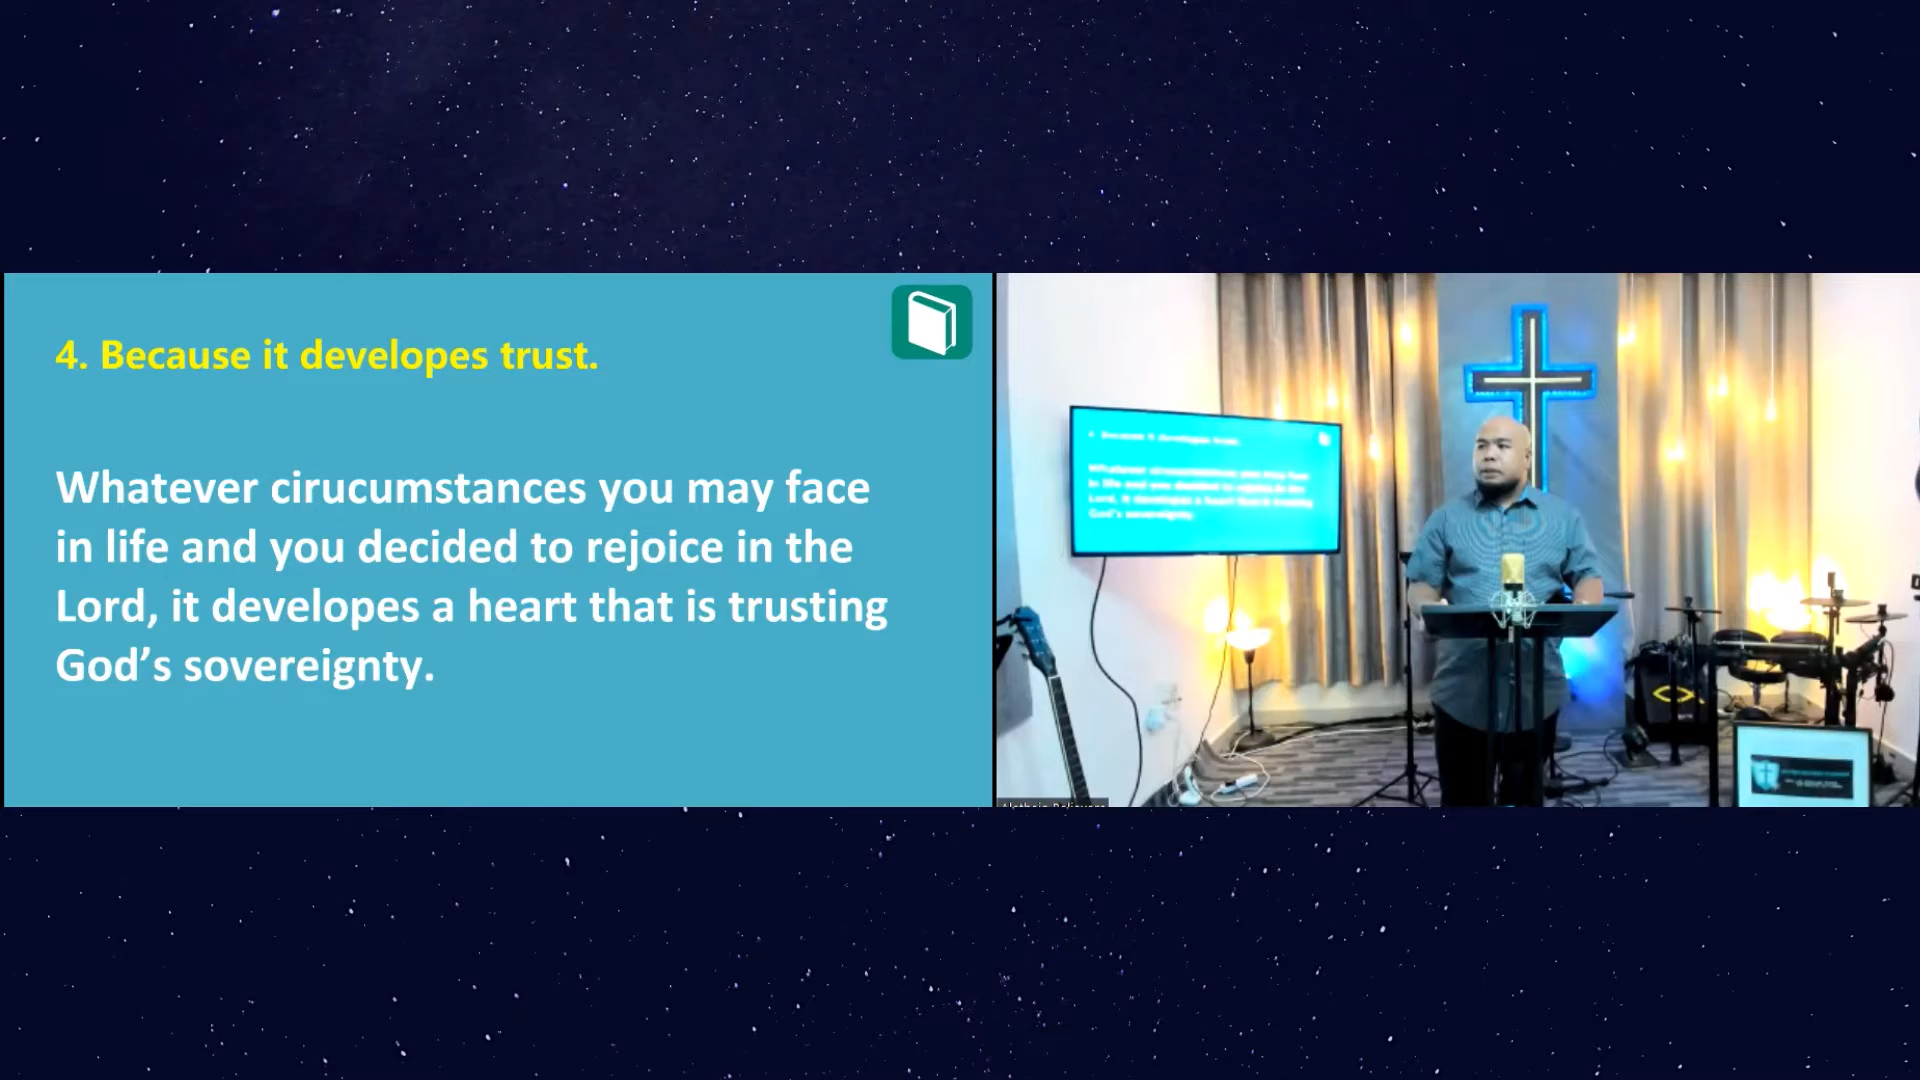 4. Because it developes trust.
Whatever cirucumstances you may face
in life and you decided to rejoice in the
Lord, it developes a heart that is trusting
God’s sovereignty.